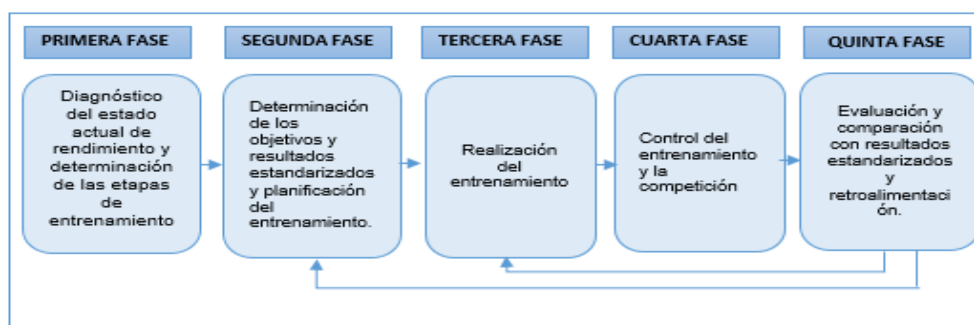 PRIMERA FASE
SEGUNDA FASE
TERCERA FASE
CUARTA FASE
QUINTA FASE
Diagnóstico
del estado
actual de
rendimiento y
determinación
de las etapas
de
entrenamiento
Determinación
de los
objetivos y
resultados
estandarizados
y planificación
del
entrenamiento.
Realización
del
entrenamiento
Control del
entrenamiento
y la
competición
Evaluación y
comparación
con resultados
estandarizados
y
retroalimentaci
ón.